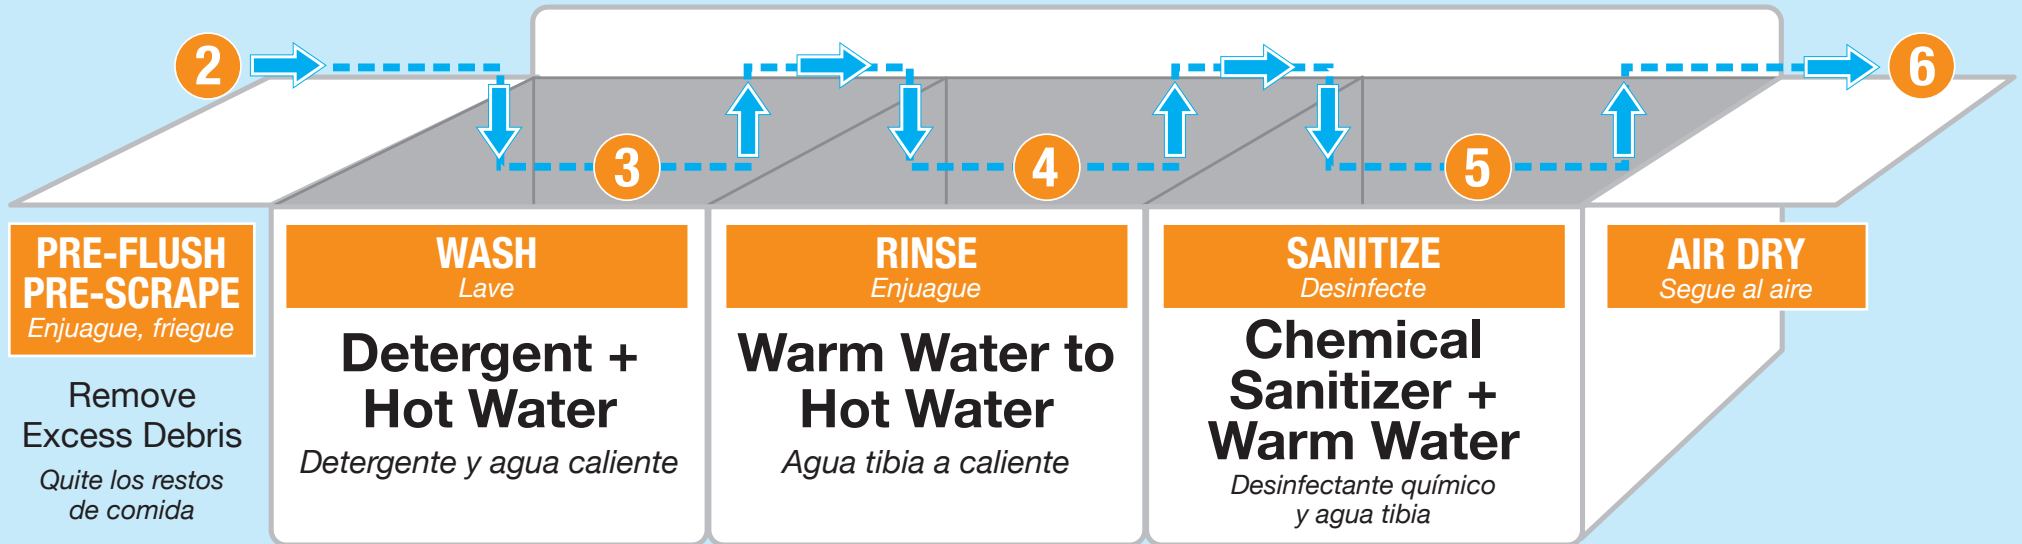 2
3
4
5
6
PRE-FLUSH
PRE-SCRAPE
Enjuague, friegue
Remove
Excess Debris
Quite los restos
de comida
WASH
Lave
Detergent +
Hot Water
Detergente y agua caliente
RINSE
Enjuague
Warm Water to
Hot Water
Agua tibia a caliente
SANITIZE
Desinfecte
Chemical
Sanitizer +
Warm Water
Desinfectante químico
y agua tibia
AIR DRY
Segue al aire